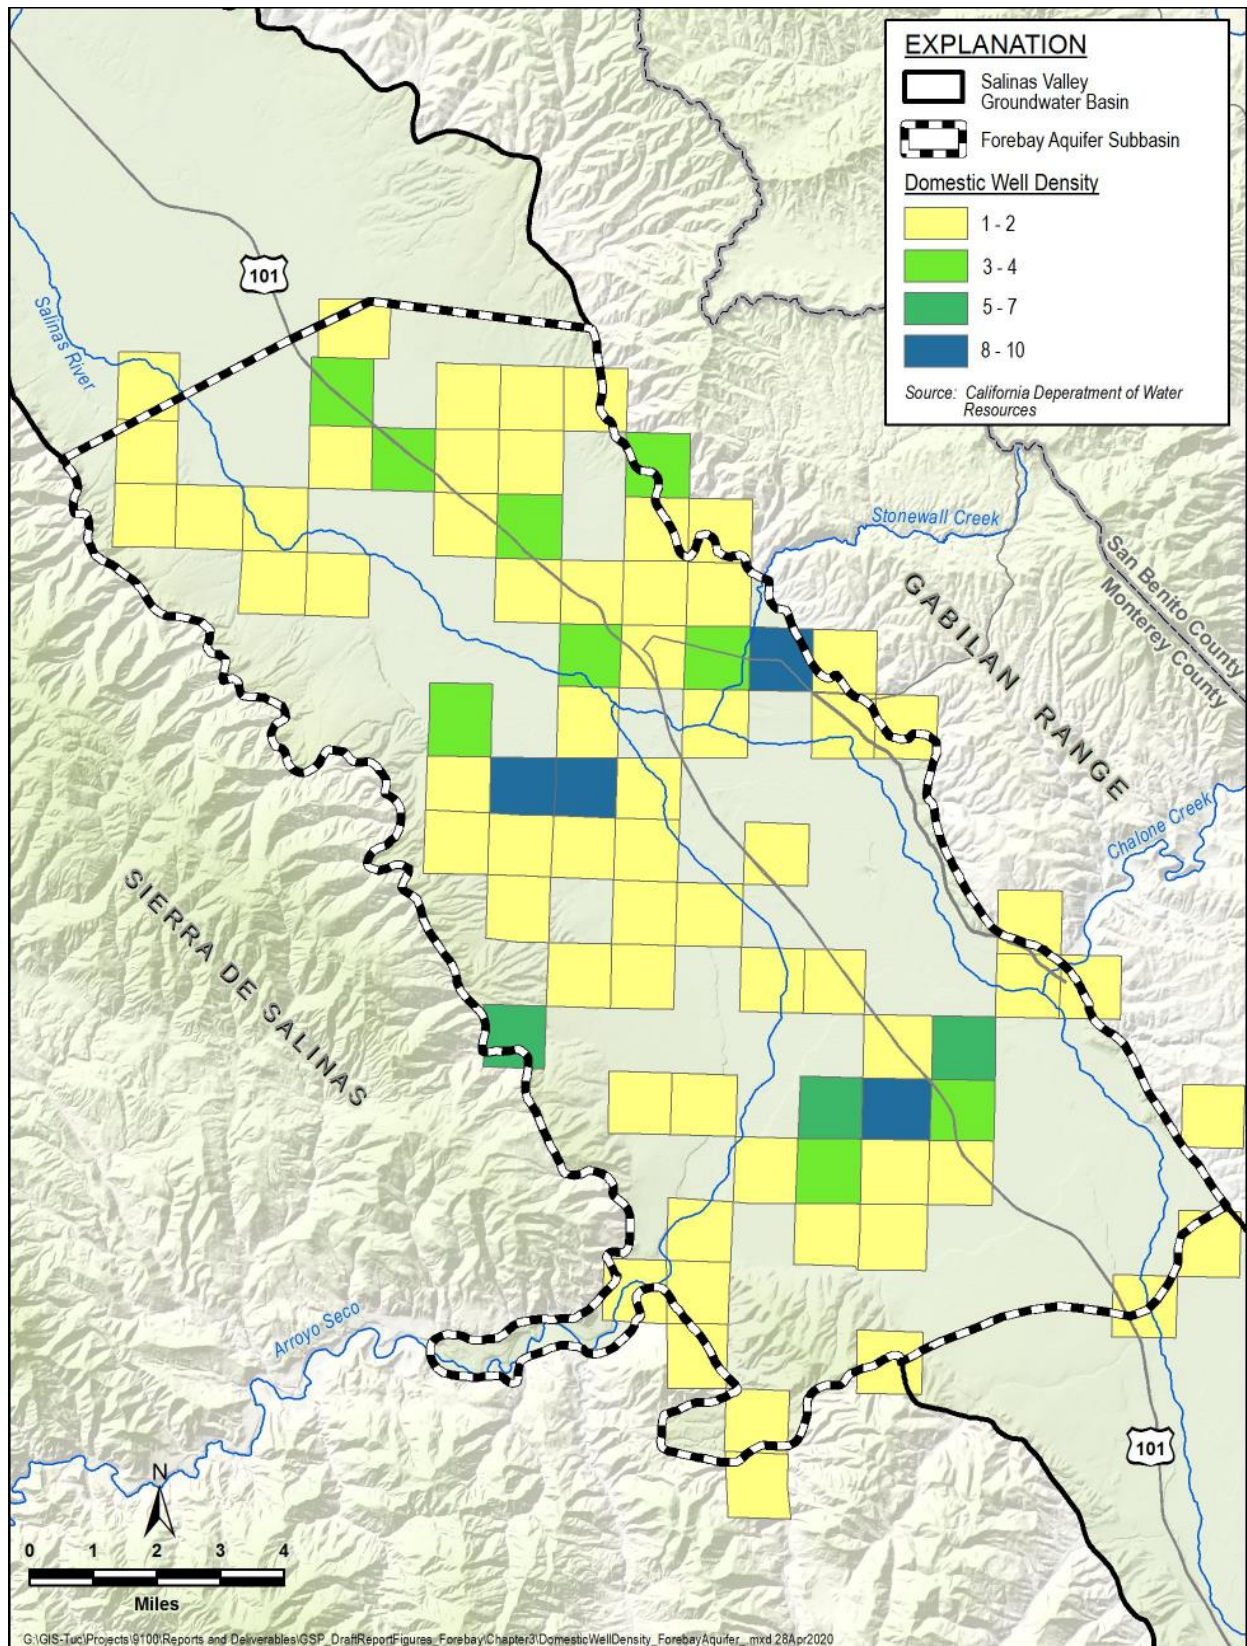 EXPLANATION
Salinas Valley
Groundwater Basin
Forebay Aquifer Subbasin
Domestic Well Density
1 - 2
3 - 4
5 - 7
8 - 10
Source: California Deperatment of Water
Resources
101
Salinas River
Stonewall Creek
San Benito County
Monterey County
GABILAN RANGE
Chalone Creek
SIERRA DE SALINAS
Arroyo Seco
101
N
0 1 2 3 4
Miles
G:\GIS-Tuc\Projects\9100\Reports and Deliverables\GSP_DraftReportFigures_Forebay\Chapter3\DomesticWellDensity_ForebayAquifer_.mxd 28Apr2020